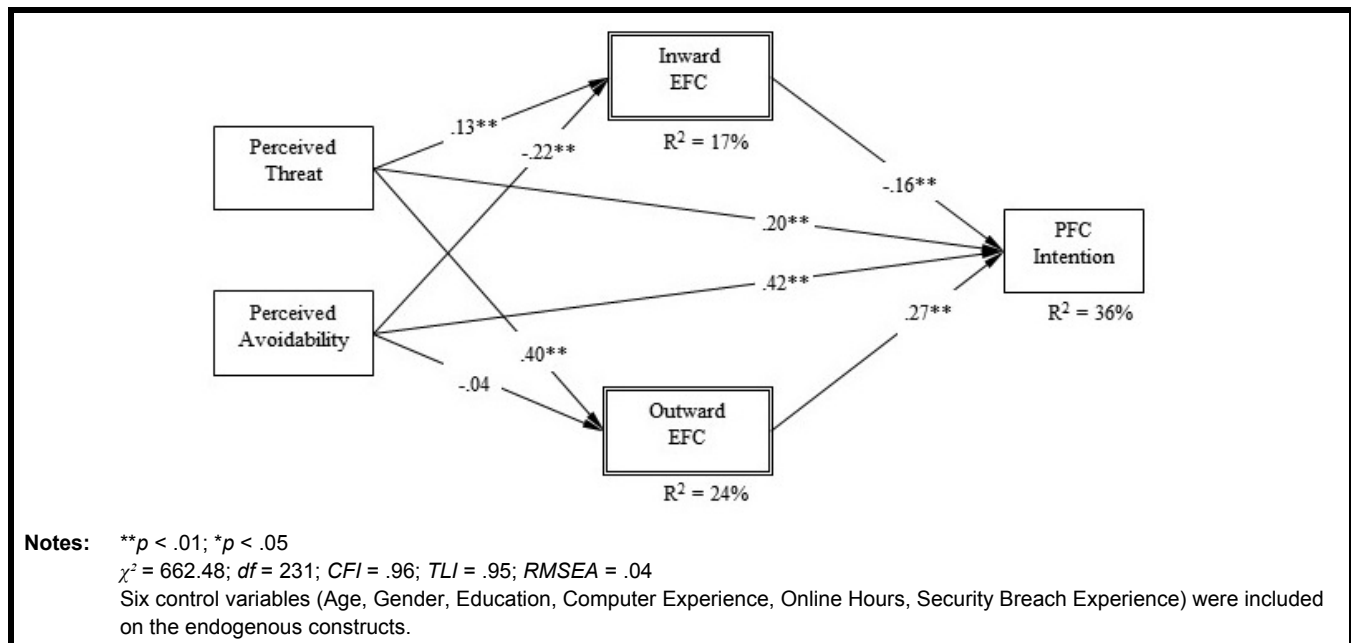 Inward
EFC
R² = 17%
.13**
-.22**
Perceived
Threat
-.16**
.20**
PFC
Intention
R² = 36%
Perceived
Avoidability
.42**
.27**
.40**
-.04
Outward
EFC
R² = 24%
Notes: **p < .01; *p < .05
χ² = 662.48; df = 231; CFI = .96; TLI = .95; RMSEA = .04
Six control variables (Age, Gender, Education, Computer Experience, Online Hours, Security Breach Experience) were included
on the endogenous constructs.